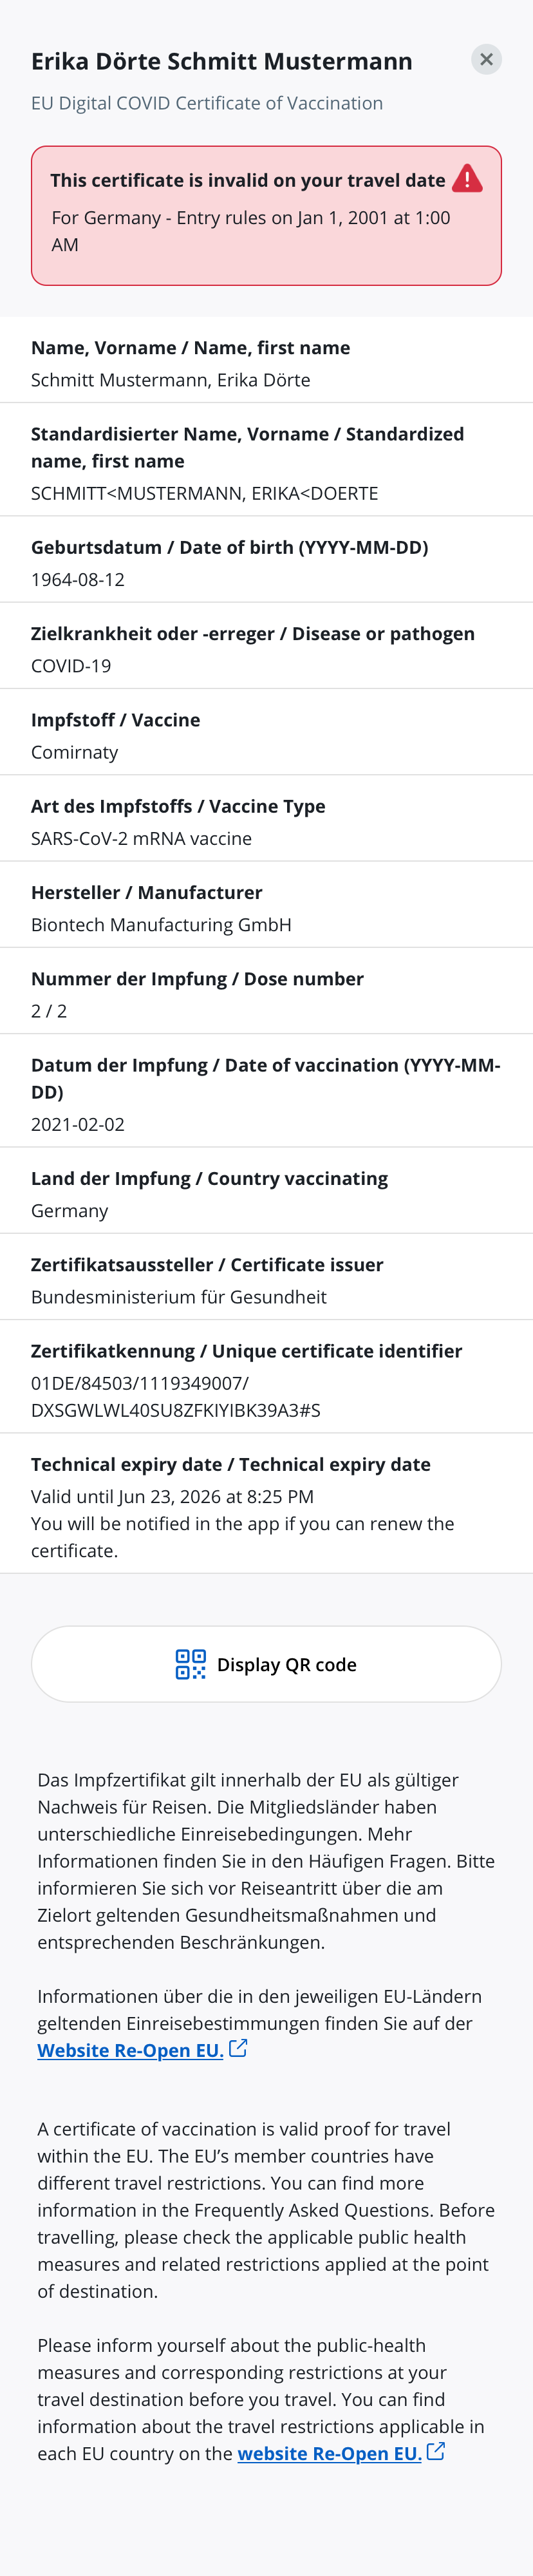 Erika Dörte Schmitt Mustermann
EU Digital COVID Certificate of Vaccination
This certificate is invalid on your travel date
For Germany - Entry rules on Jan 1, 2001 at 1:00
AM
Name, Vorname / Name, first name
Schmitt Mustermann, Erika Dörte
Standardisierter Name, Vorname / Standardized
name, first name
SCHMITT<MUSTERMANN, ERIKA<DOERTE
Geburtsdatum / Date of birth (YYYY-MM-DD)
1964-08-12
Zielkrankheit oder -erreger / Disease or pathogen
COVID-19
Impfstoff / Vaccine
Comirnaty
Art des Impfstoffs / Vaccine Type
SARS-CoV-2 mRNA vaccine
Hersteller / Manufacturer
Biontech Manufacturing GmbH
Nummer der Impfung / Dose number
2 / 2
Datum der Impfung / Date of vaccination (YYYY-MM-
DD)
2021-02-02
Land der Impfung / Country vaccinating
Germany
Zertifikatsaussteller / Certificate issuer
Bundesministerium für Gesundheit
Zertifikatkennung / Unique certificate identifier
01DE/84503/1119349007/
DXSGWLWL40SU8ZFKIYIBK39A3#S
Technical expiry date / Technical expiry date
Valid until Jun 23, 2026 at 8:25 PM
You will be notified in the app if you can renew the
certificate.
Display QR code
Das Impfzertifikat gilt innerhalb der EU als gültiger
Nachweis für Reisen. Die Mitgliedsländer haben
unterschiedliche Einreisebedingungen. Mehr
Informationen finden Sie in den Häufigen Fragen. Bitte
informieren Sie sich vor Reiseantritt über die am
Zielort geltenden Gesundheitsmaßnahmen und
entsprechenden Beschränkungen.
Informationen über die in den jeweiligen EU-Ländern
geltenden Einreisebestimmungen finden Sie auf der
Website Re-Open EU.
A certificate of vaccination is valid proof for travel
within the EU. The EU’s member countries have
different travel restrictions. You can find more
information in the Frequently Asked Questions. Before
travelling, please check the applicable public health
measures and related restrictions applied at the point
of destination.
Please inform yourself about the public-health
measures and corresponding restrictions at your
travel destination before you travel. You can find
information about the travel restrictions applicable in
each EU country on the website Re-Open EU.